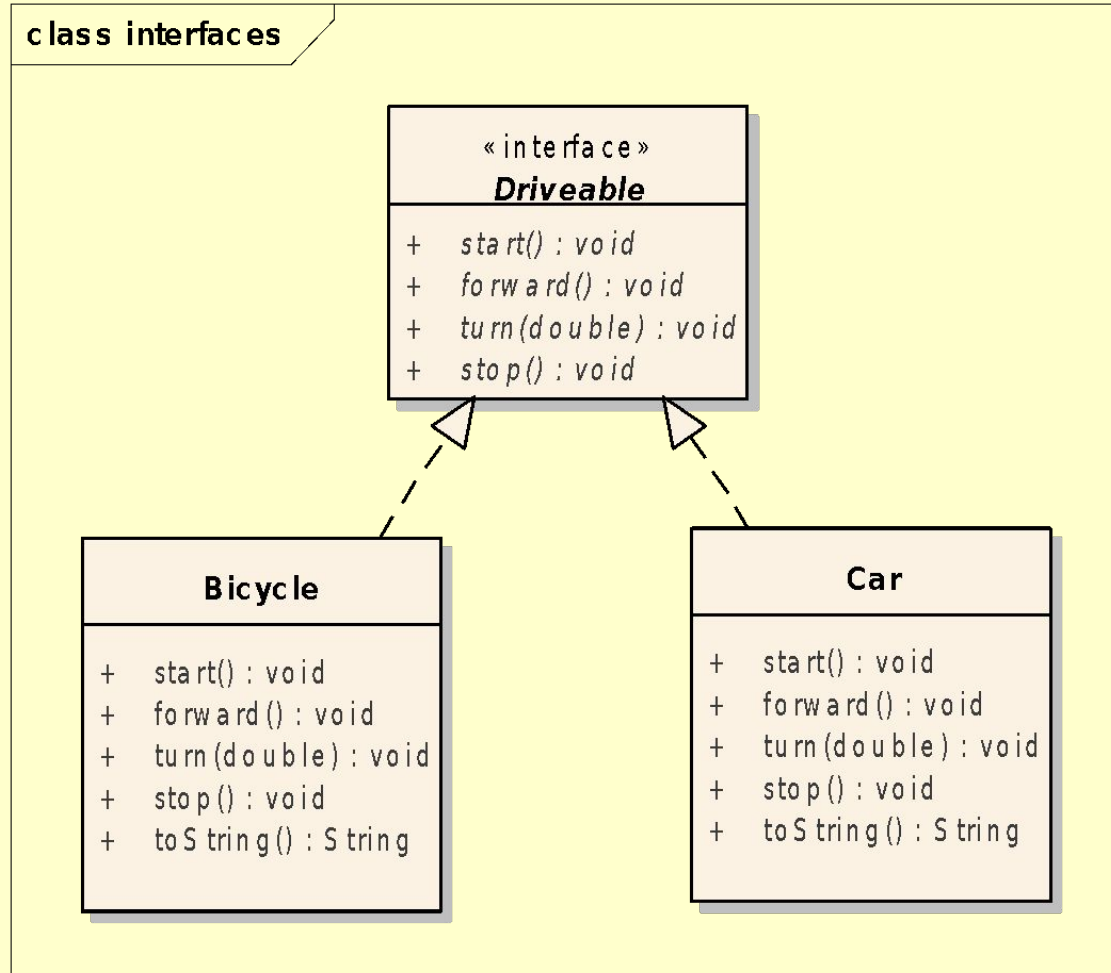 class interfaces
«interface»
Driveable
+ start() : void
+ forward() : void
+ turn(double) : void
+ stop() : void
Bicycle
+ start() : void
+ forward() : void
+ turn(double) : void
+ stop() : void
+ toString() : String
Car
+ start() : void
+ forward() : void
+ turn(double) : void
+ stop() : void
+ toString() : String